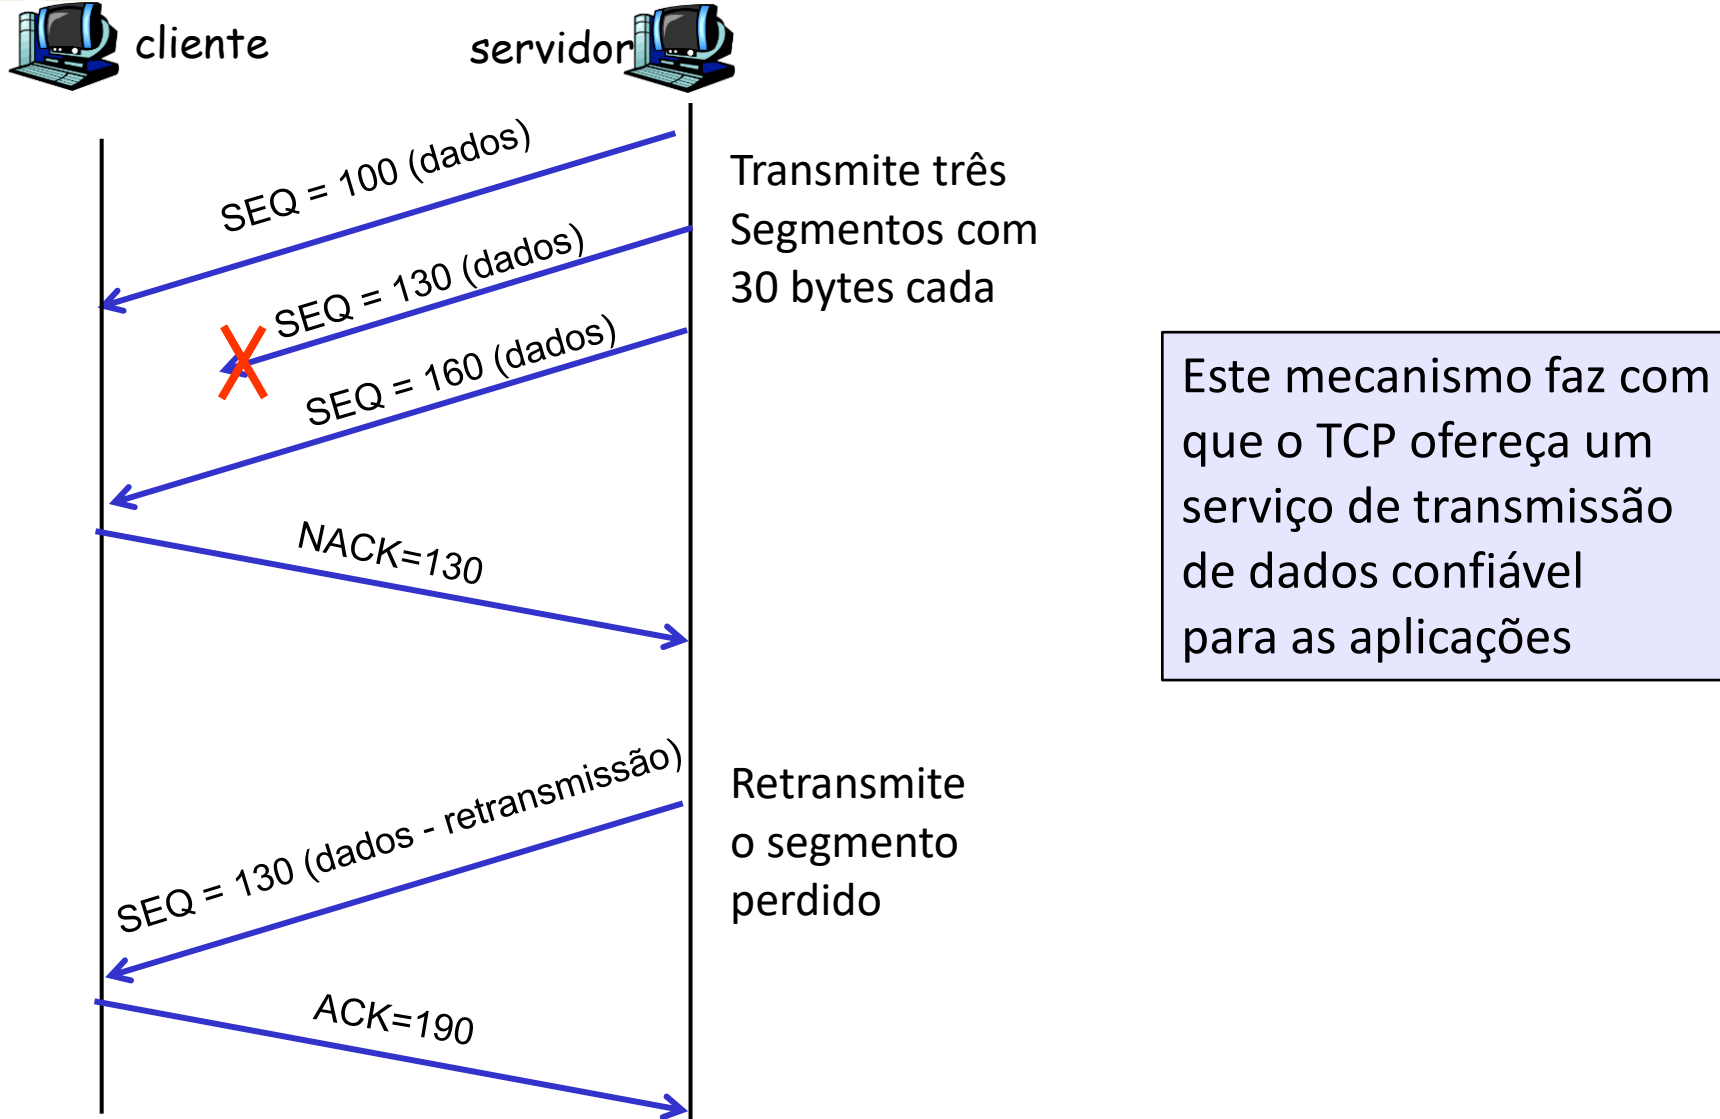 cliente
servidor
SEQ = 100 (dados)
SEQ = 130 (dados)
SEQ = 160 (dados)
Transmite três
Segmentos com
30 bytes cada
NACK=130
Este mecanismo faz com
que o TCP ofereça um
serviço de transmissão
de dados confiável
para as aplicações
SEQ = 130 (dados - retransmissão)
Retransmite
o segmento
perdido
ACK=190